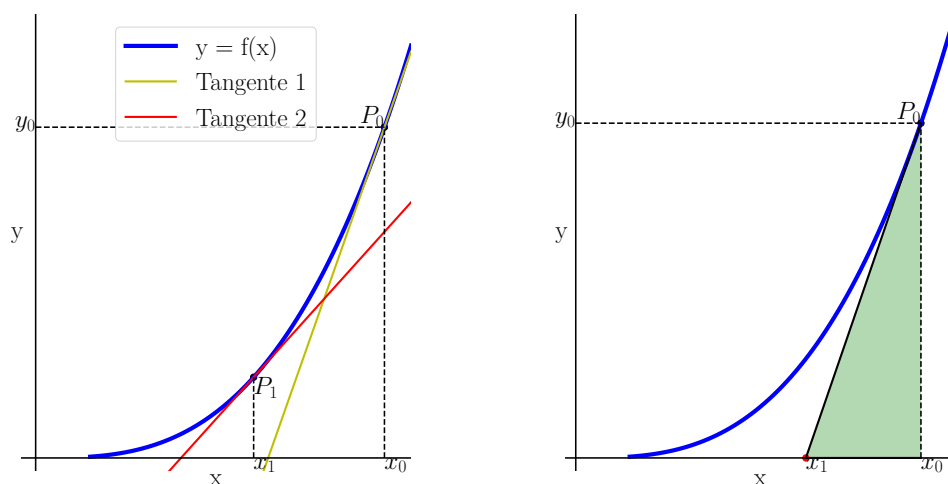 y = f(x)
Tangente 1
Tangente 2
P₀
y₀
y
P₁
x₁
x₀
x
P₀
y₀
y
x₁
x₀
x